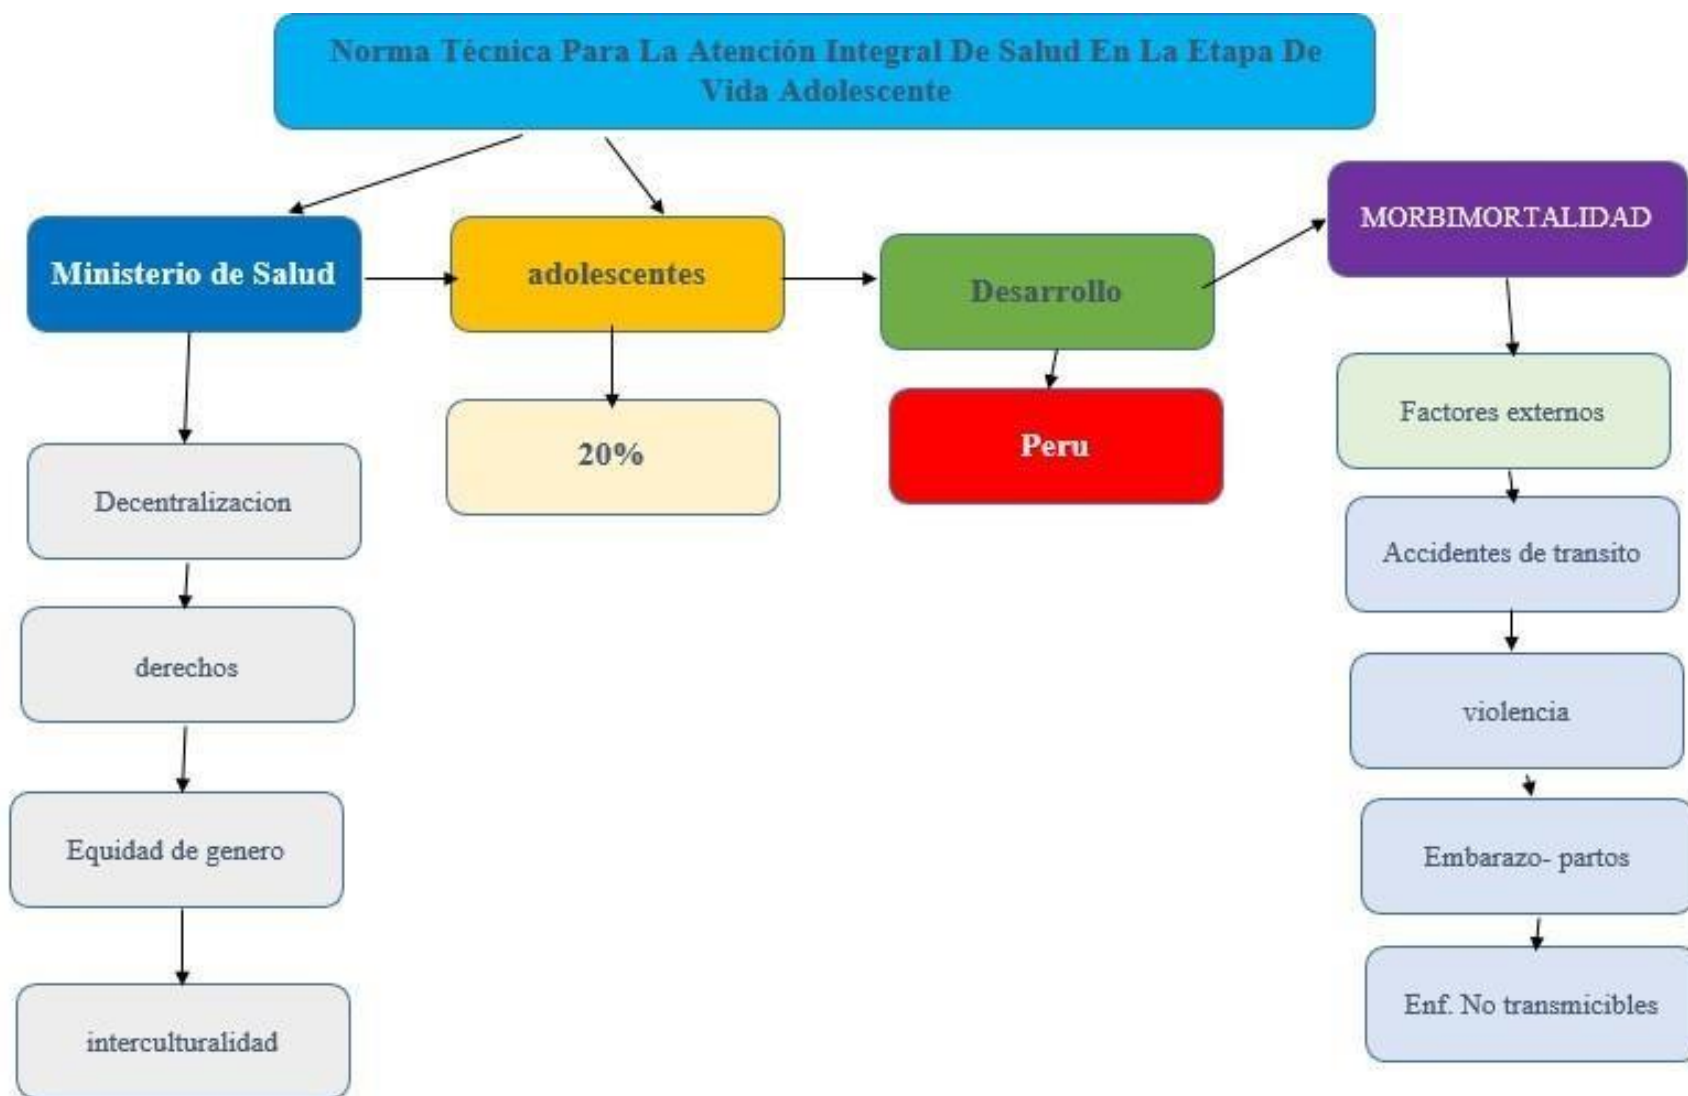 Norma Técnica Para La Atención Integral De Salud En La Etapa De
Vida Adolescente
Ministerio de Salud
adolescentes
Desarrollo
MORBIMORTALIDAD
Decentralizacion
derechos
Equidad de genero
interculturalidad
20%
Peru
Factores externos
Accidentes de transito
violencia
Embarazo- partos
Enf. No transmicibles